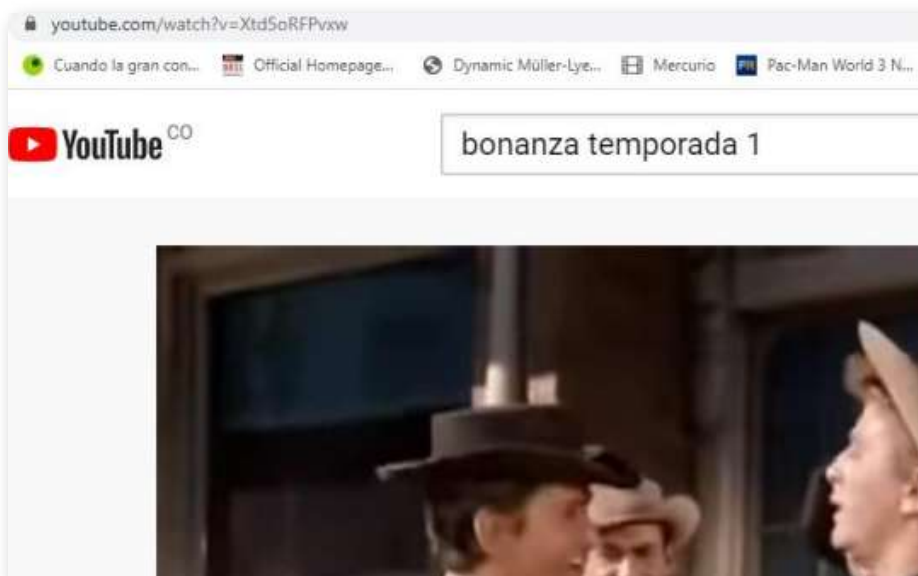 youtube.com/watch?v=XtdSoRFPvxw
Cuando la gran con... Official Homepage... Dynamic Müller-Lye... Mercurio Pac-Man World 3 N...
YouTube CO
bonanza temporada 1